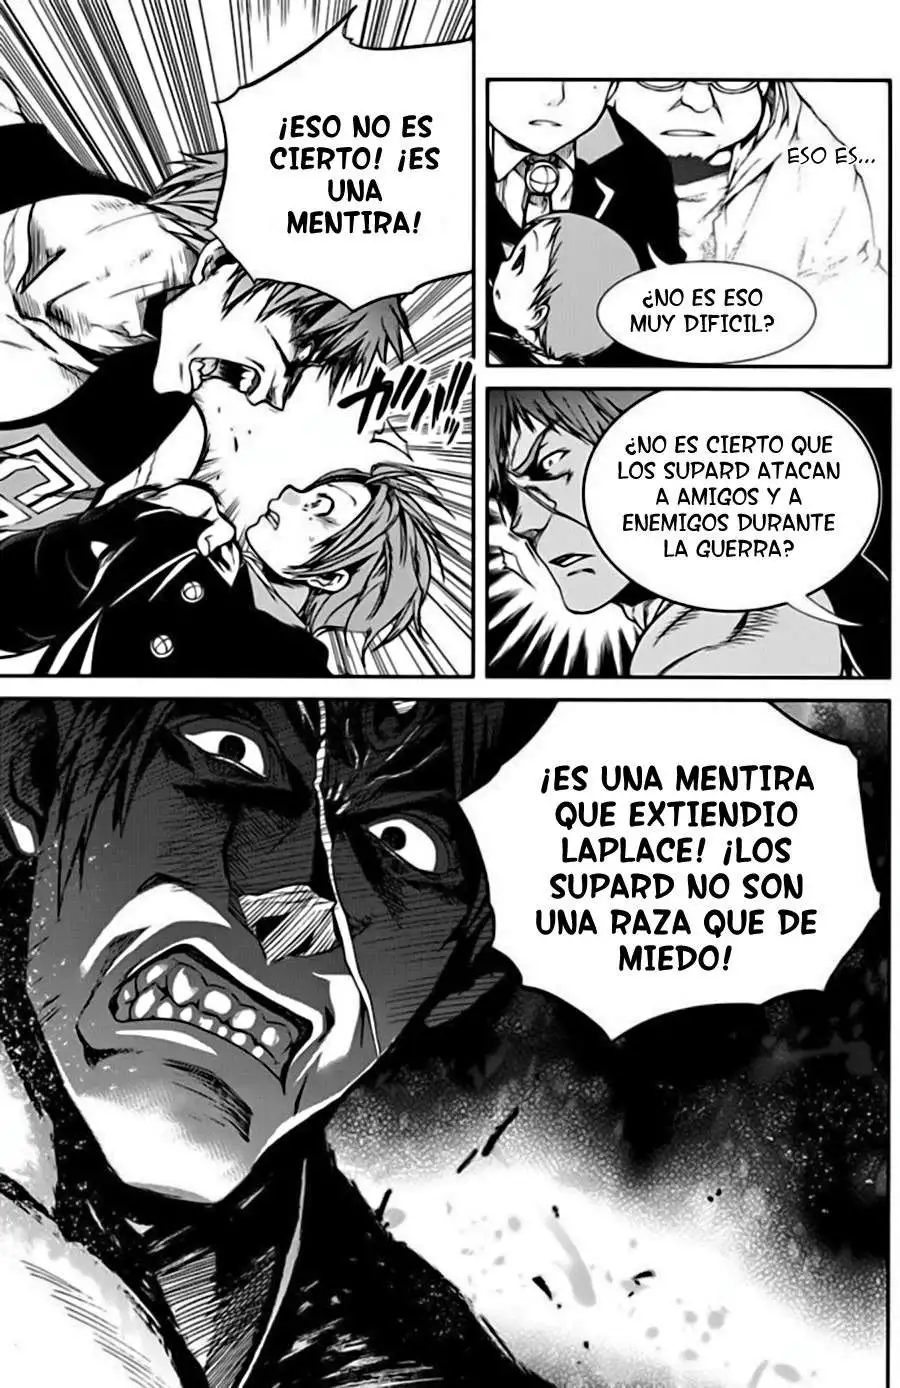 ESO ES...
¿NO ES ESO
MUY DIFICIL?
¿NO ES CIERTO QUE
LOS SUPARD ATACAN
A AMIGOS Y A
ENEMIGOS DURANTE
LA GUERRA?
¡ESO NO ES
CIERTO! ¡ES
UNA
MENTIRA!
ガッ!!!
¡ES UNA MENTIRA
QUE EXTIENDIO
LAPLACE! ¡LOS
SUPARD NO SON
UNA RAZA QUE DE
MIEDO!